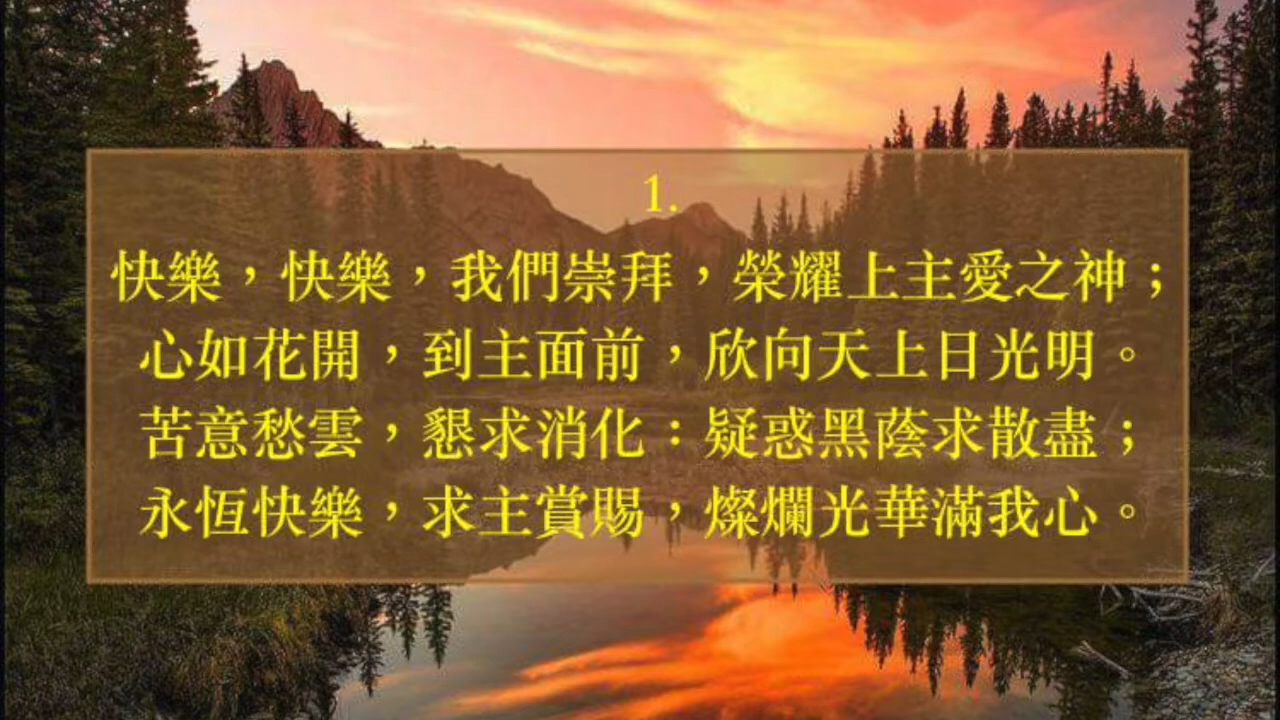 1.
快樂，快樂，我們崇拜，榮耀上主愛之神；
心如花開，到主面前，欣向天上日光明。
苦意愁雲，懇求消化：疑惑黑蔭求散盡；
永恆快樂，求主賞賜，燦爛光華滿我心。